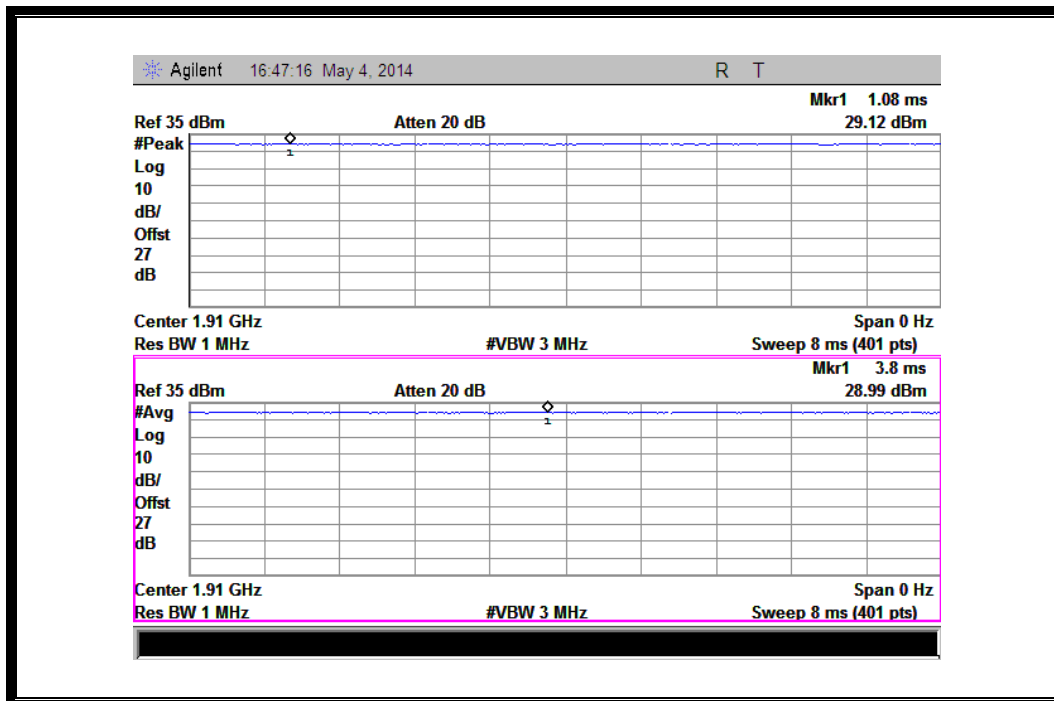 Agilent 16:47:16 May 4, 2014 R T
Mkr1 1.08 ms
Ref 35 dBm Atten 20 dB 29.12 dBm
#Peak
1
Log
10
dB/
Offst
27
dB
Center 1.91 GHz Span 0 Hz
Res BW 1 MHz #VBW 3 MHz Sweep 8 ms (401 pts)
Mkr1 3.8 ms
Ref 35 dBm Atten 20 dB 28.99 dBm
#Avg
1
Log
10
dB/
Offst
27
dB
Center 1.91 GHz Span 0 Hz
Res BW 1 MHz #VBW 3 MHz Sweep 8 ms (401 pts)